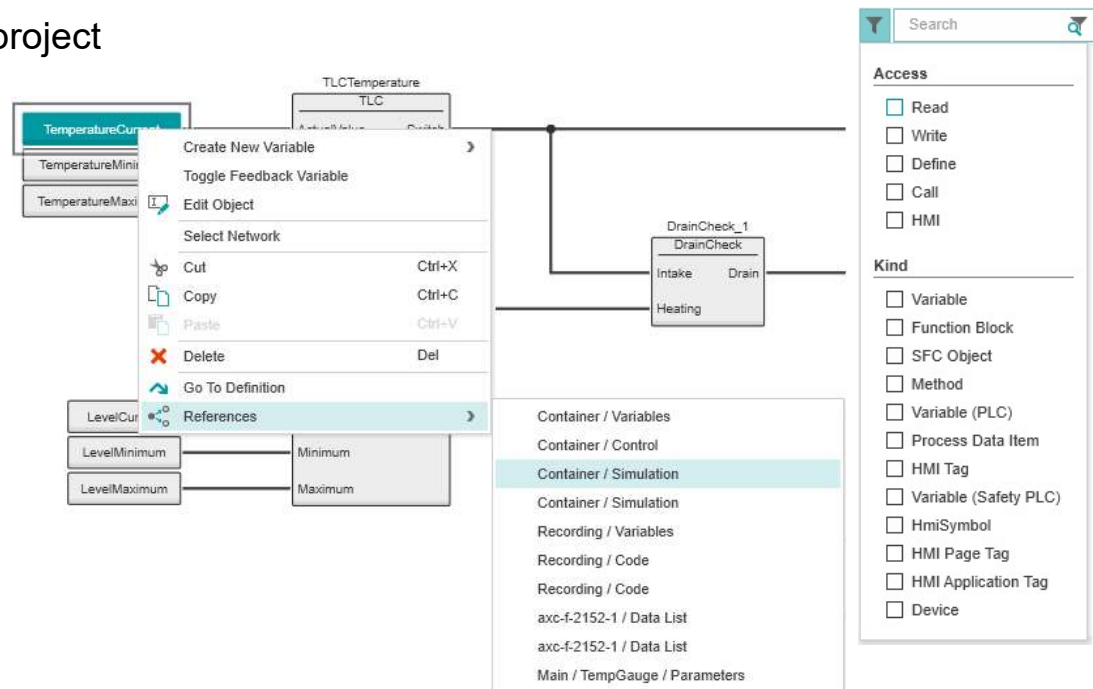 project
TLCTemperature
TLC
TemperatureCurrent
ActualValue Switch
Create New Variable
TemperatureMini
Toggle Feedback Variable
TemperatureMaxi
Edit Object
Select Network
Cut Ctrl+X
Copy Ctrl+C
Paste Ctrl+V
Delete Del
Go To Definition
LevelCur
References
LevelMinimum
Minimum
LevelMaximum
Maximum
DrainCheck_1
DrainCheck
Intake Drain
Heating
Container / Variables
Container / Control
Container / Simulation
Container / Simulation
Recording / Variables
Recording / Code
Recording / Code
axc-f-2152-1 / Data List
axc-f-2152-1 / Data List
Main / TempGauge / Parameters
Search
Access
Read
Write
Define
Call
HMI
Kind
Variable
Function Block
SFC Object
Method
Variable (PLC)
Process Data Item
HMI Tag
Variable (Safety PLC)
HmiSymbol
HMI Page Tag
HMI Application Tag
Device